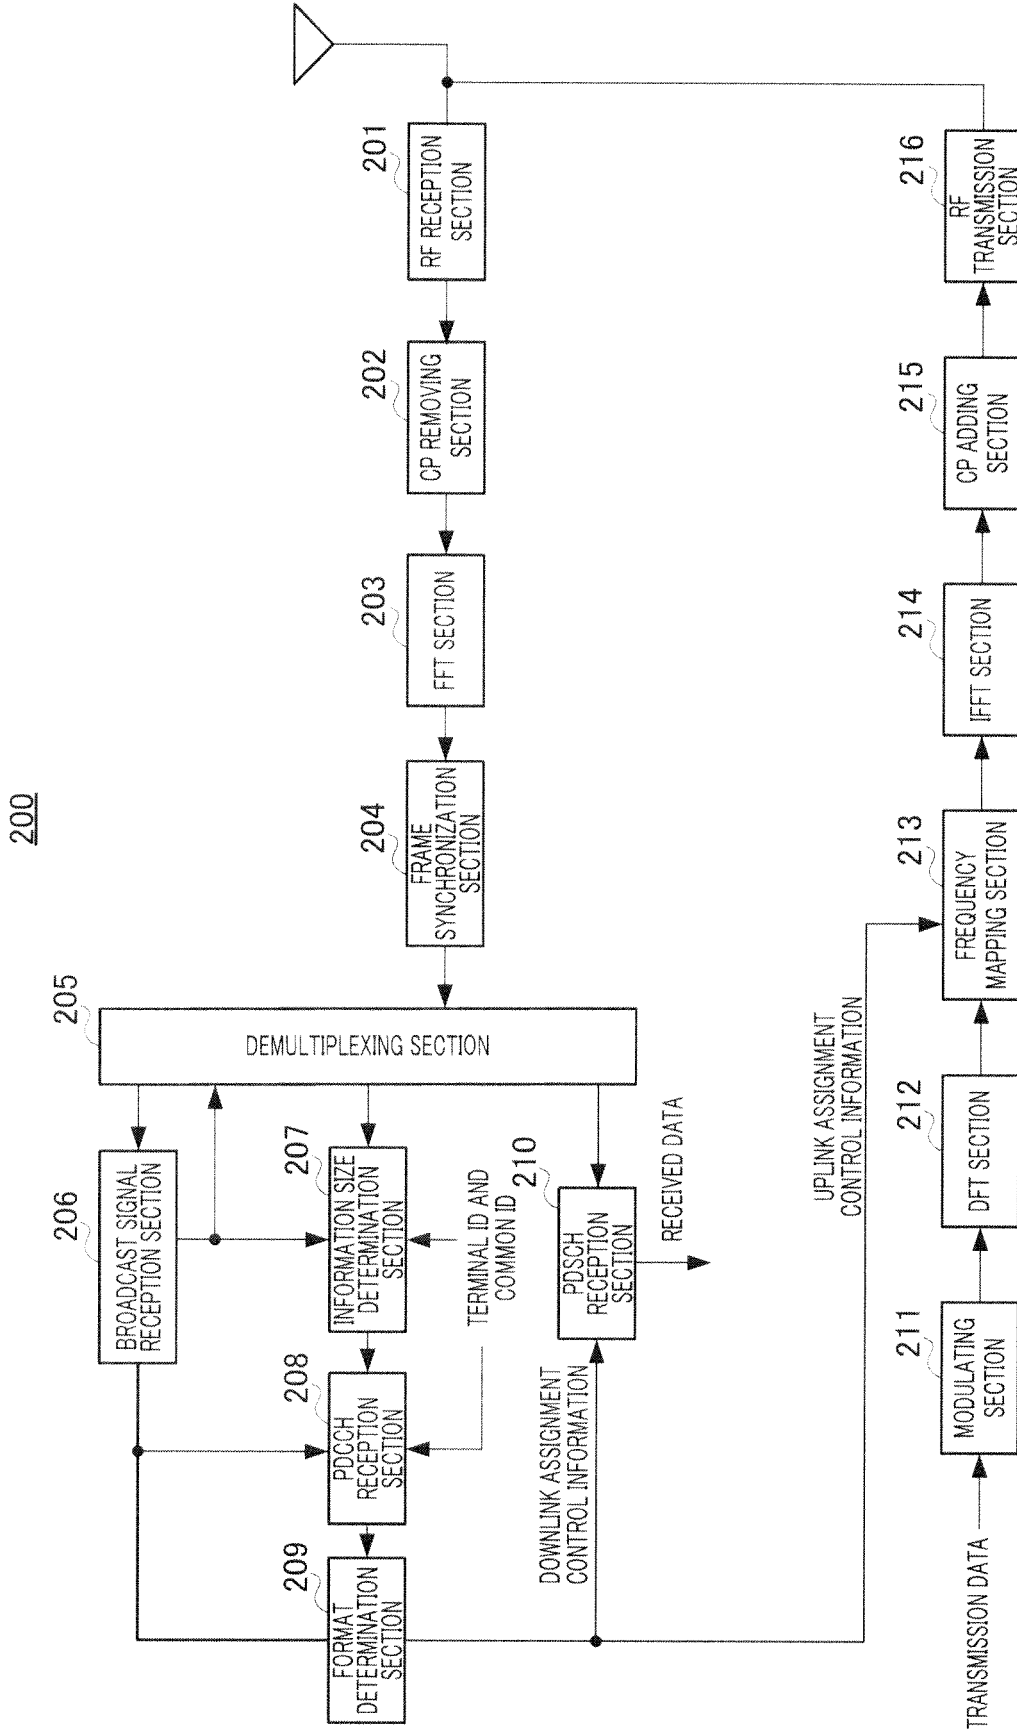 200
201
RF RECEPTION
SECTION
202
CP REMOVING
SECTION
203
FFT SECTION
204
FRAME
SYNCHRONIZATION
SECTION
205
DEMULTIPLEXING SECTION
206
BROADCAST SIGNAL
RECEPTION SECTION
207
INFORMATION SIZE
DETERMINATION
SECTION
TERMINAL ID AND
COMMON ID
208
PDCCH
RECEPTION
SECTION
209
FORMAT
DETERMINATION
SECTION
210
PDSCH
RECEPTION
SECTION
RECEIVED DATA
DOWNLINK ASSIGNMENT
CONTROL INFORMATION
UPLINK ASSIGNMENT
CONTROL INFORMATION
TRANSMISSION DATA
211
MODULATING
SECTION
212
DFT SECTION
213
FREQUENCY
MAPPING SECTION
214
IFFT SECTION
215
CP ADDING
SECTION
216
RF
TRANSMISSION
SECTION